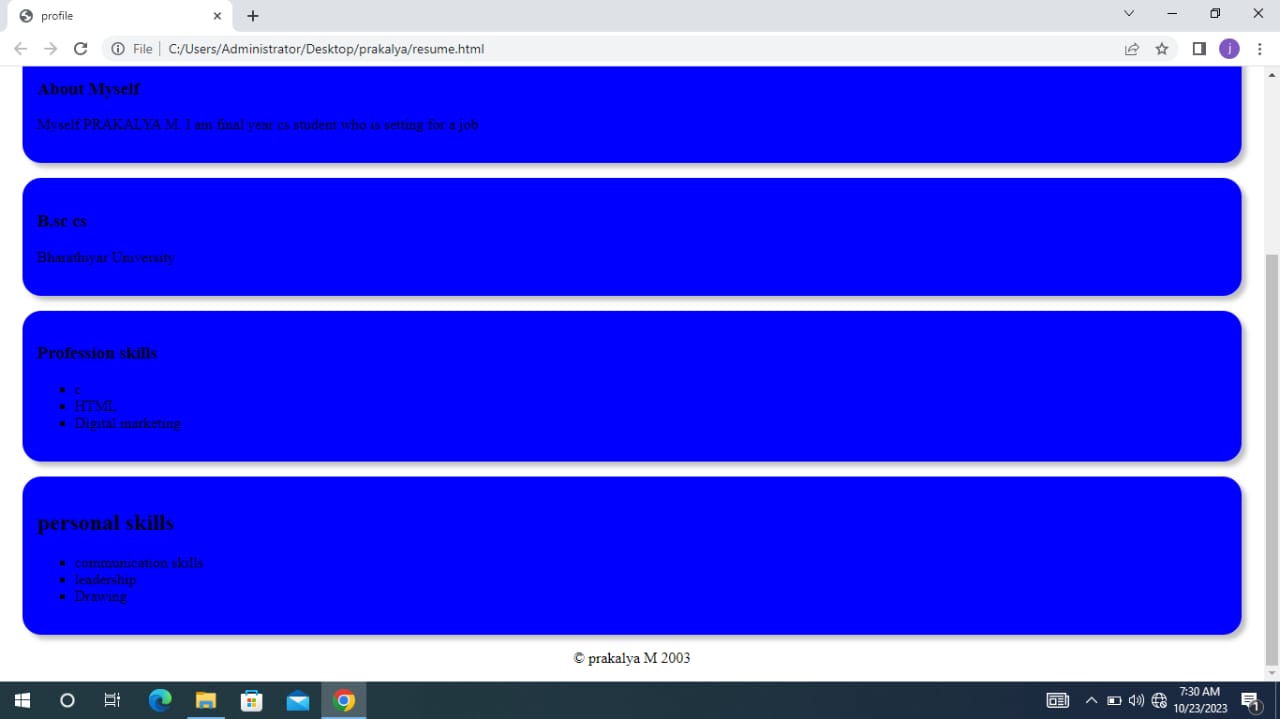 profile
File
C:/Users/Administrator/Desktop/prakalya/resume.html
j
About Myself
Myself PRAKALYA M. I am final year cs student who is setting for a job
B.sc cs
Bharathiyar University
Profession skills
c
HTML
Digital marketing
personal skills
communication skills
leadership
Drawing
© prakalya M 2003
7:30 AM
10/23/2023
1